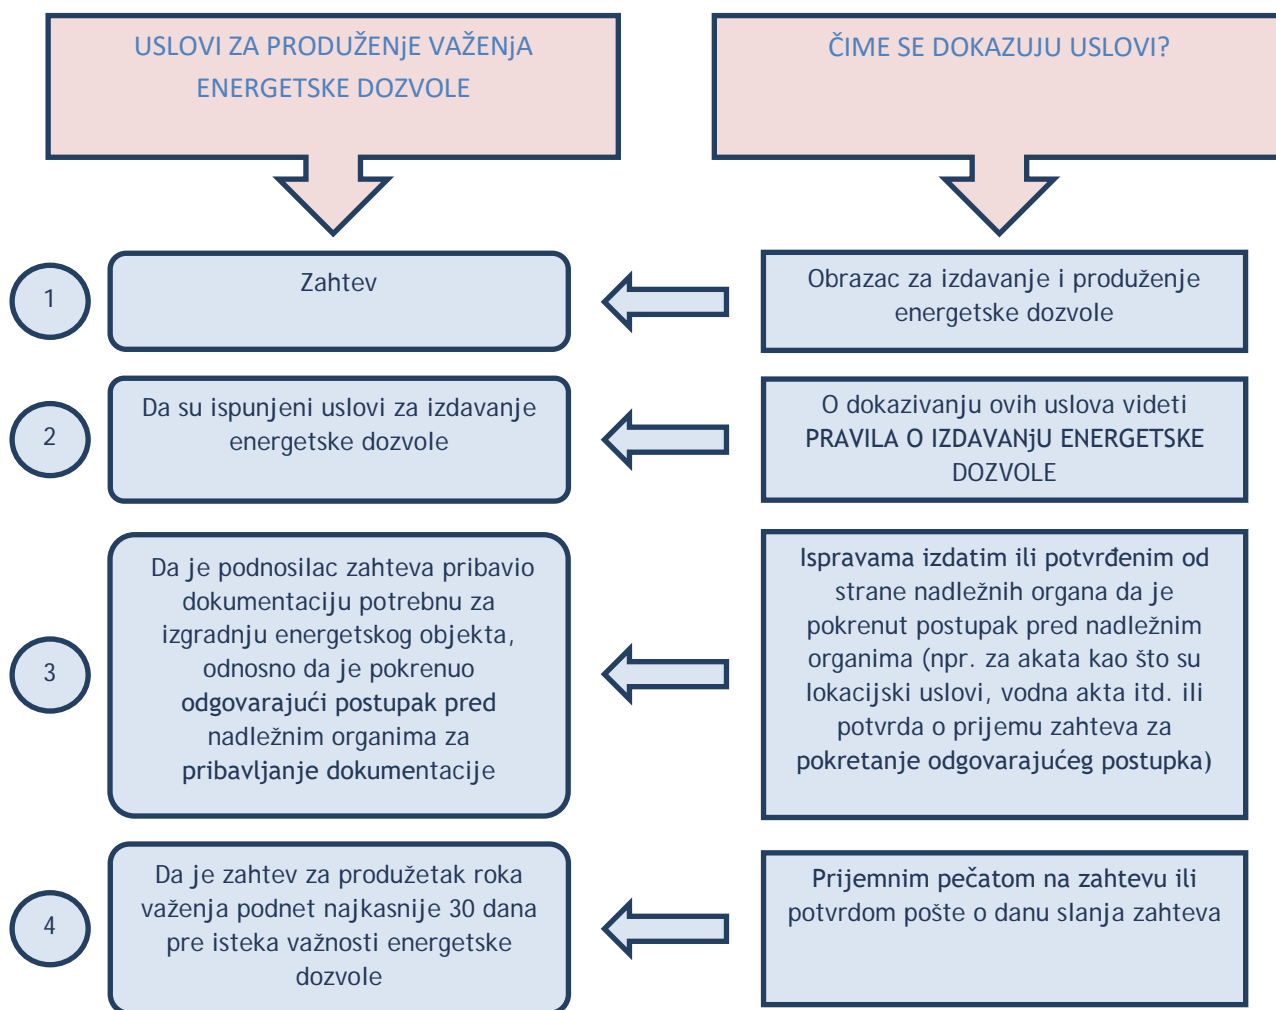 USLOVI ZA PRODUŽENjE VAŽENjA
ENERGETSKE DOZVOLE
ČIME SE DOKAZUJU USLOVI?
1
Zahtev
Obrazac za izdavanje i produženje
energetske dozvole
2
Da su ispunjeni uslovi za izdavanje
energetske dozvole
O dokazivanju ovih uslova videti
PRAVILA O IZDAVANjU ENERGETSKE
DOZVOLE
3
Da je podnosilac zahteva pribavio
dokumentaciju potrebnu za
izgradnju energetskog objekta,
odnosno da je pokrenuo
odgovarajući postupak pred
nadležnim organima za
pribavljanje dokumentacije
Ispravama izdatim ili potvrđenim od
strane nadležnih organa da je
pokrenut postupak pred nadležnim
organima (npr. za akata kao što su
lokacijski uslovi, vodna akta itd. ili
potvrda o prijemu zahteva za
pokretanje odgovarajućeg postupka)
4
Da je zahtev za produžetak roka
važenja podnet najkasnije 30 dana
pre isteka važnosti energetske
dozvole
Prijemnim pečatom na zahtevu ili
potvrdom pošte o danu slanja zahteva